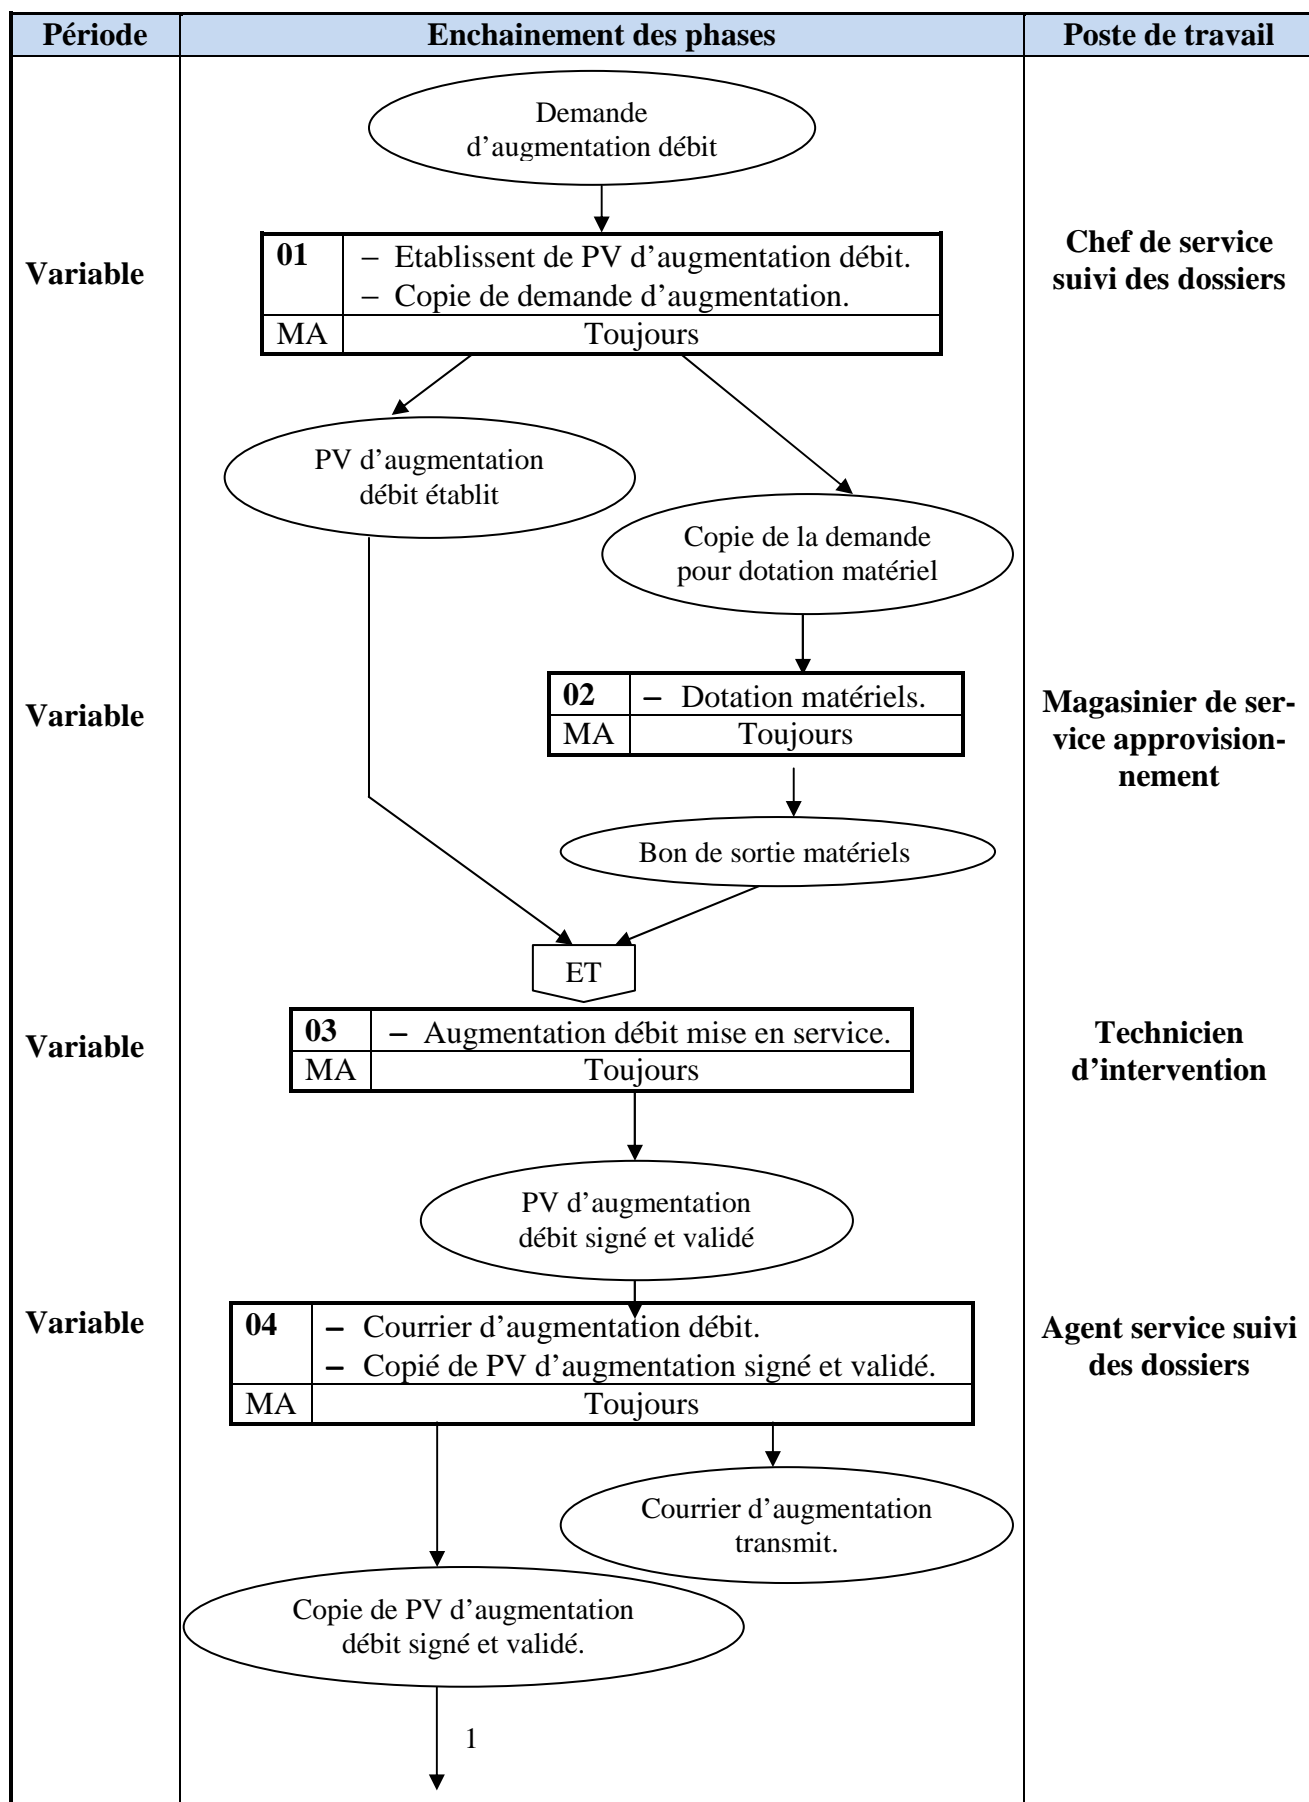 Période
Enchainement des phases
Poste de travail
Demande
d’augmentation débit
Variable
01
– Etablissent de PV d’augmentation débit.
– Copie de demande d’augmentation.
MA
Toujours
Chef de service
suivi des dossiers
PV d’augmentation
débit établit
Copie de la demande
pour dotation matériel
Variable
02
– Dotation matériels.
MA
Toujours
Magasinier de ser-
vice approvision-
nement
Bon de sortie matériels
ET
Variable
03
– Augmentation débit mise en service.
MA
Toujours
Technicien
d’intervention
PV d’augmentation
débit signé et validé
Variable
04
– Courrier d’augmentation débit.
– Copié de PV d’augmentation signé et validé.
MA
Toujours
Agent service suivi
des dossiers
Courrier d’augmentation
transmit.
Copie de PV d’augmentation
débit signé et validé.
1